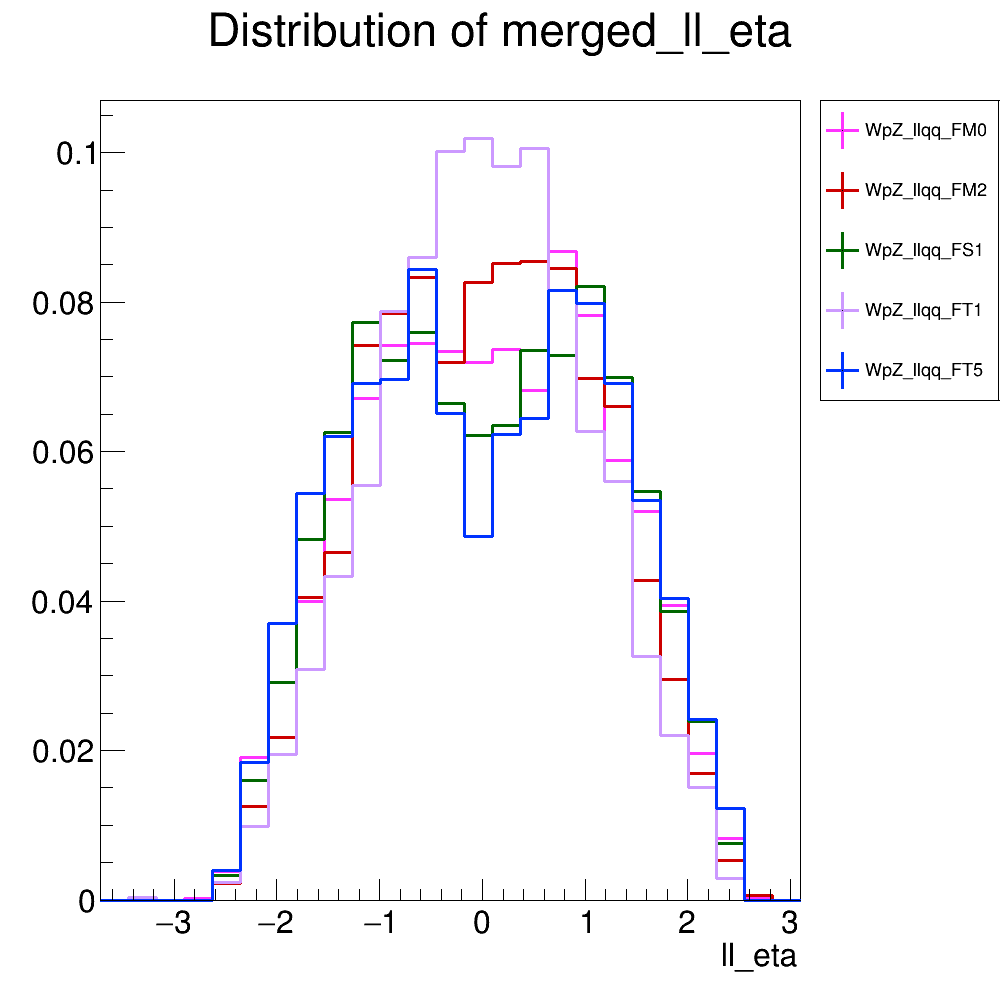 Distribution of merged_ll_eta
0.1
0.08
0.06
0.04
0.02
0
−3 −2 −1 0 1 2 3
ll_eta
WpZ_llqq_FM0
WpZ_llqq_FM2
WpZ_llqq_FS1
WpZ_llqq_FT1
WpZ_llqq_FT5